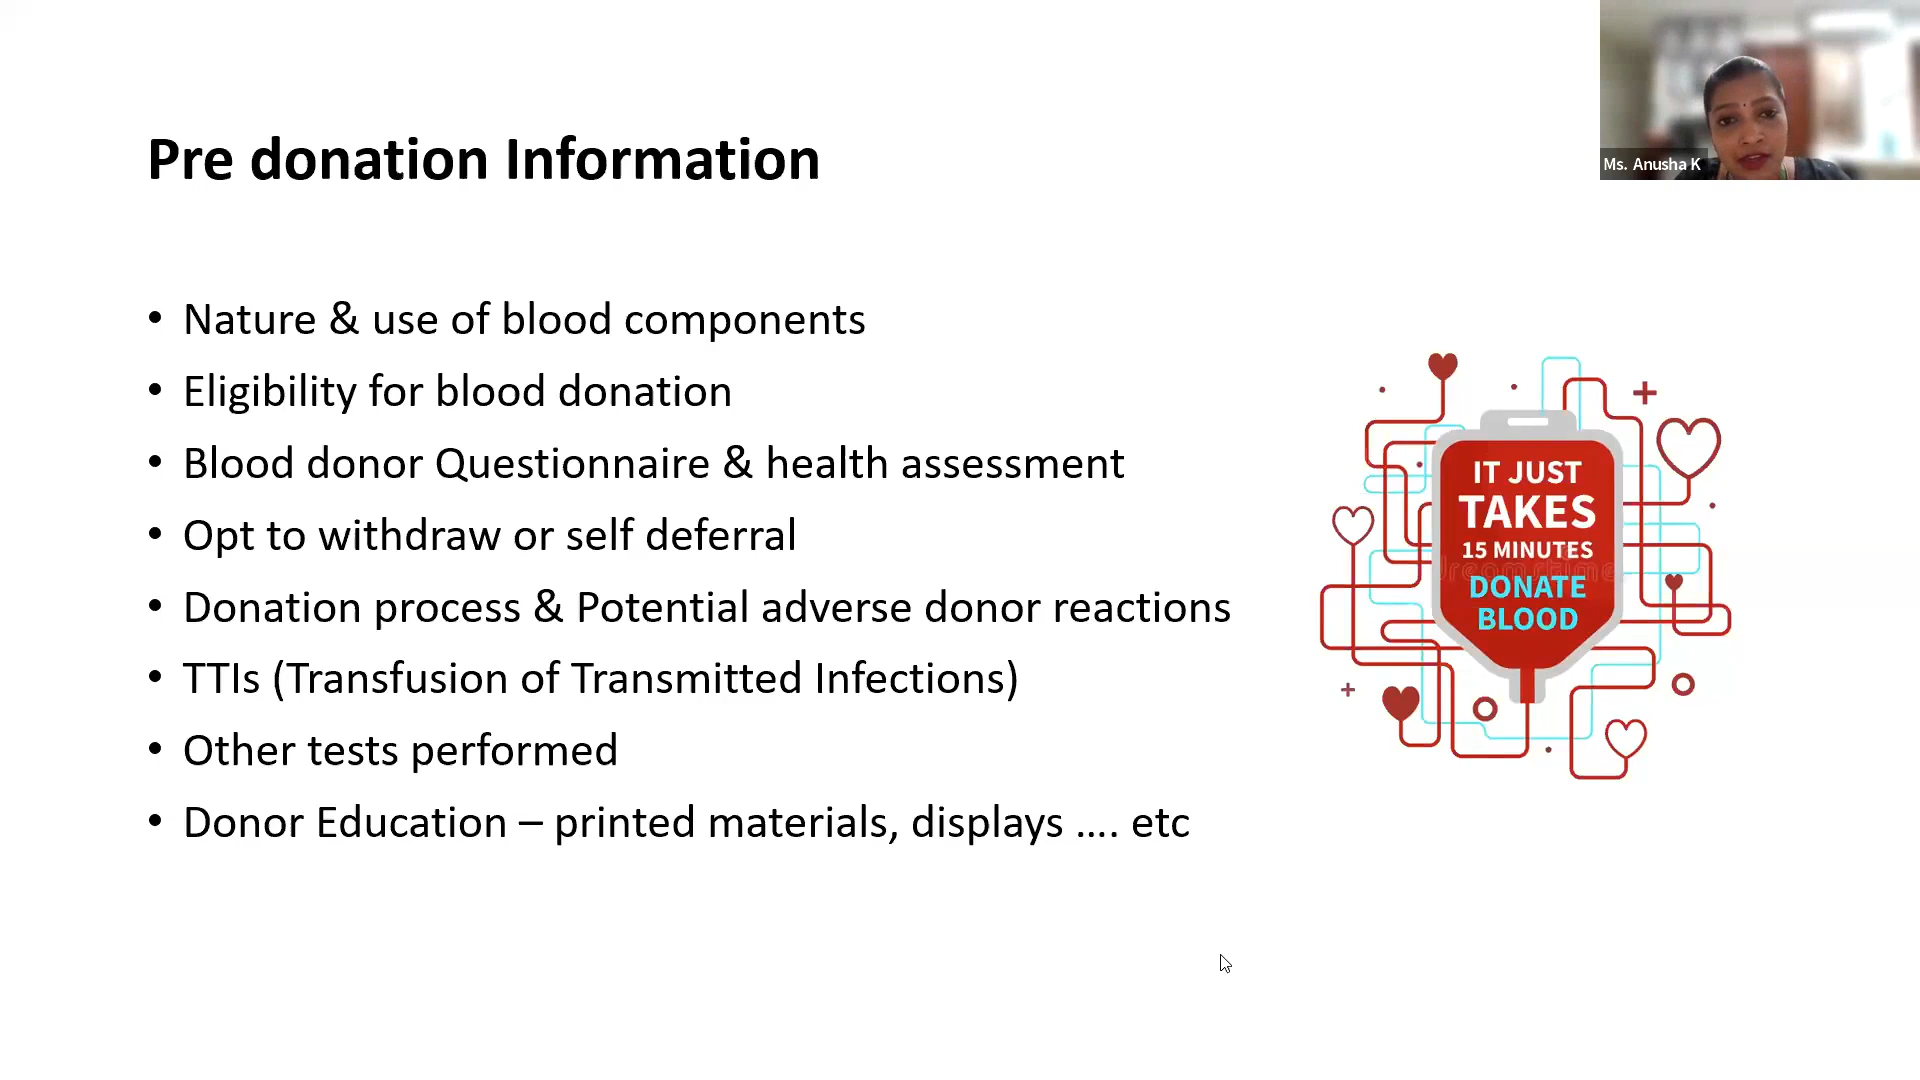 Pre donation Information
Ms. Anusha K
• Nature & use of blood components
• Eligibility for blood donation
• Blood donor Questionnaire & health assessment
• Opt to withdraw or self deferral
• Donation process & Potential adverse donor reactions
• TTIs (Transfusion of Transmitted Infections)
• Other tests performed
• Donor Education – printed materials, displays .... etc
IT JUST
TAKES
15 MINUTES
dreamstime
DONATE
BLOOD